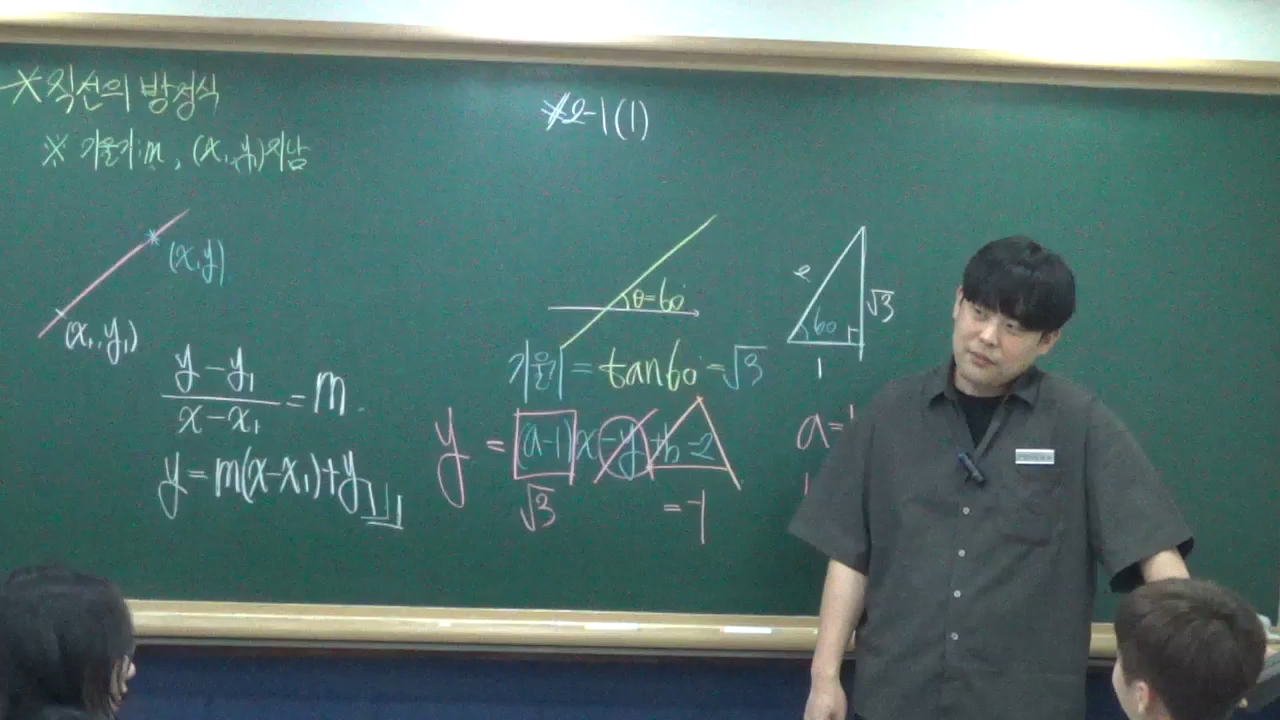 ※직선의 방정식
※ 기울기:m, (x₁,y₁)지남
(x,y)
(x₁,y₁)
(y-y₁)/(x-x₁)=m.
y=m(x-x₁)+y₁
※2-1(1)
θ=60°
기울기=tan60°=√3
2
√3
60°
1
y=(a-1)x-y+b-2
√3
=-1
a=